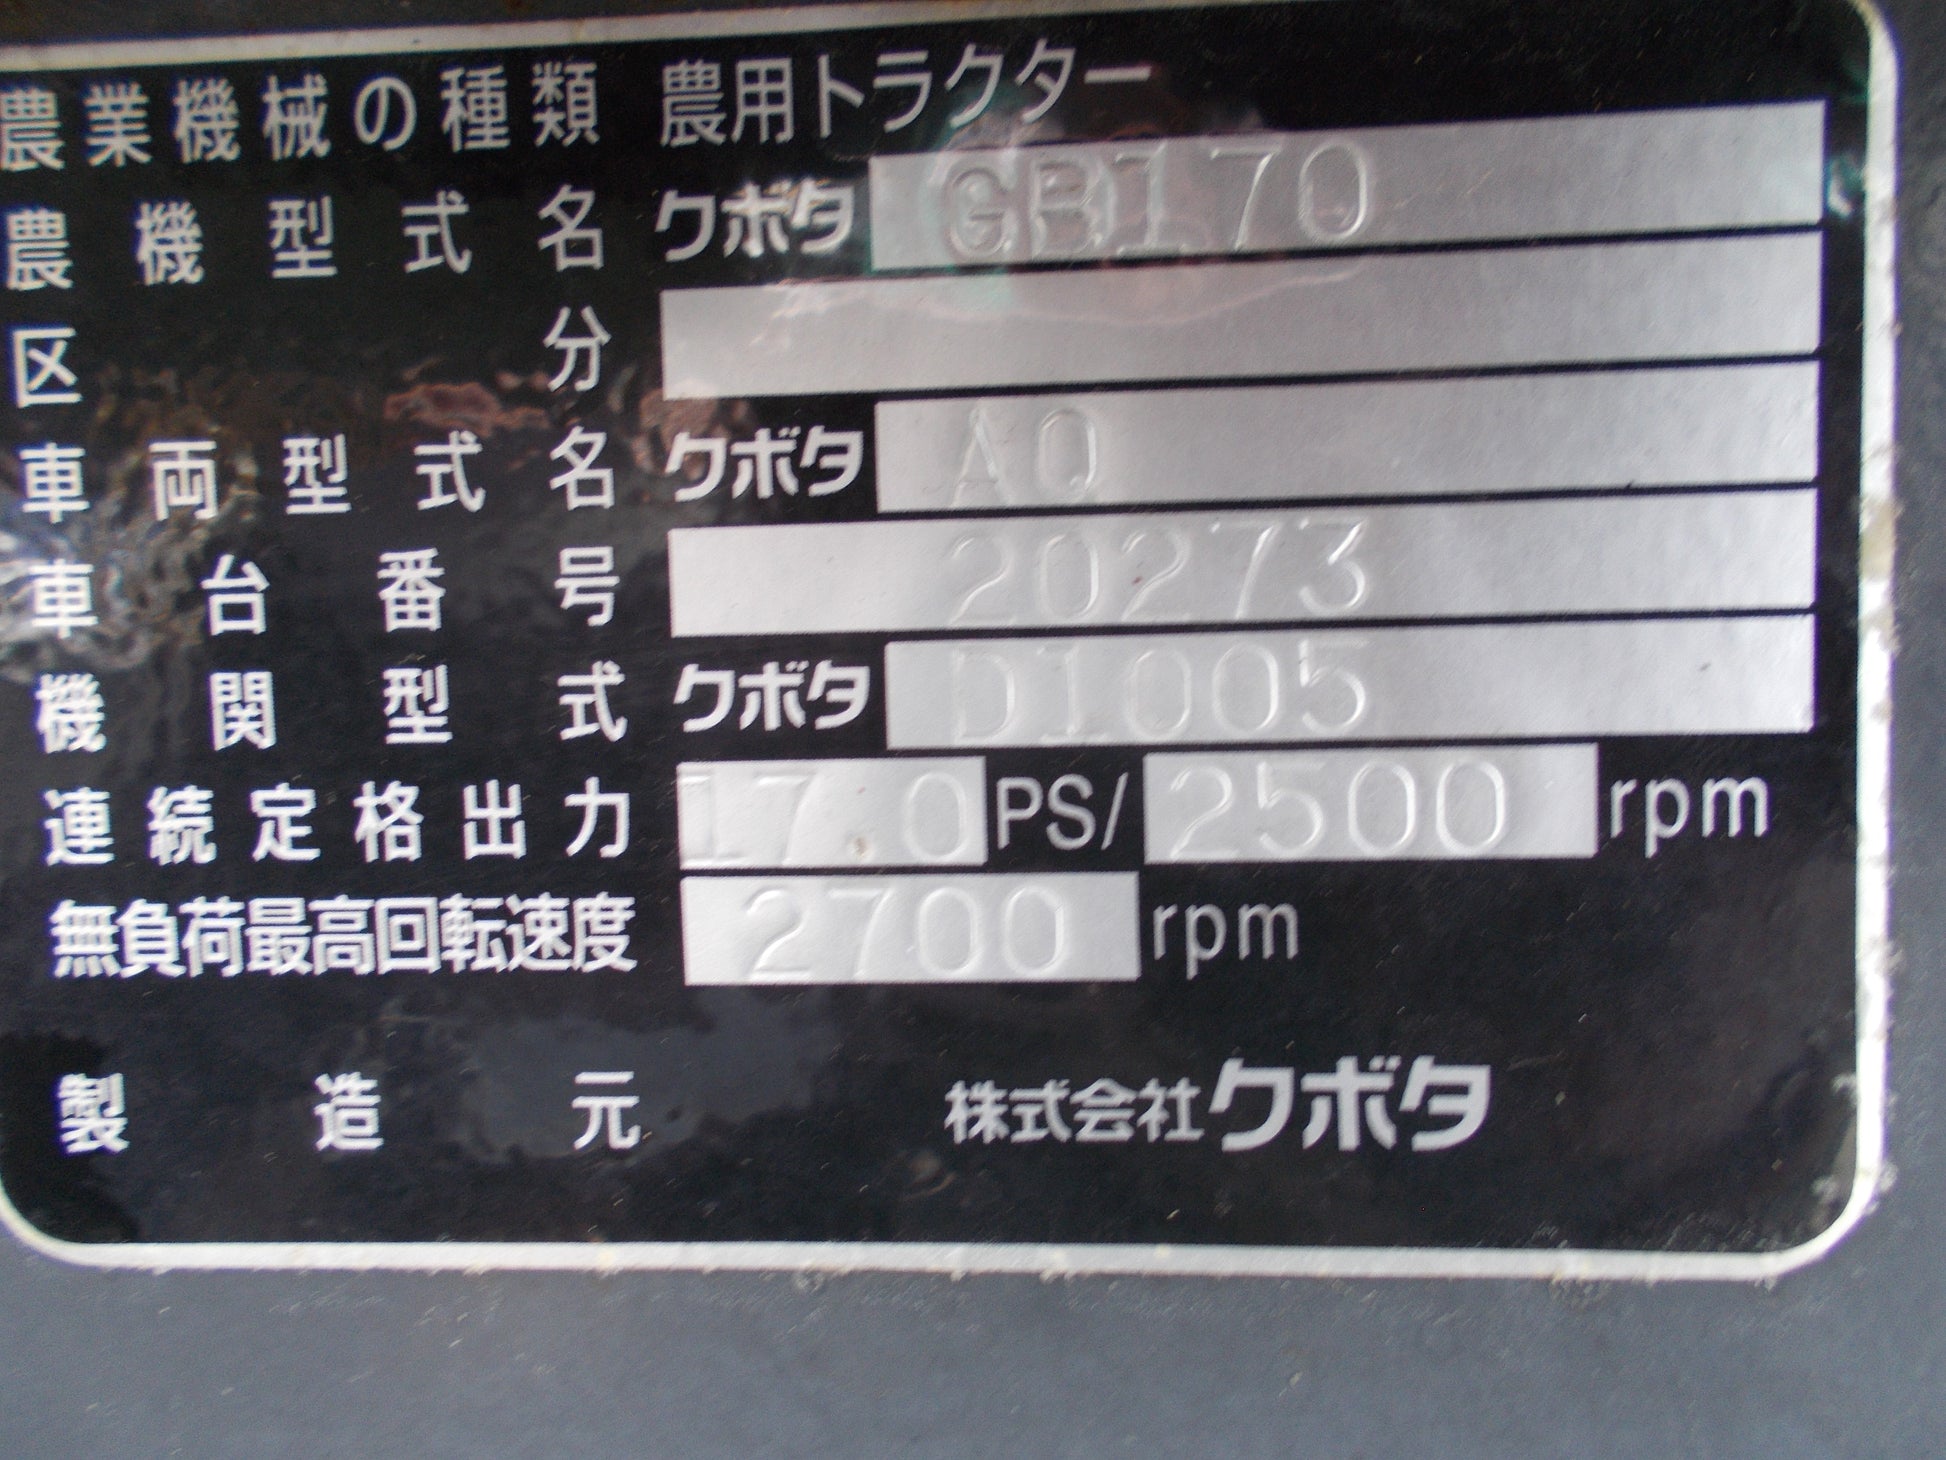 農業機械の種類 農用トラクター
農機型式名 クボタ GB170
区分
車両型式名 クボタ AQ
車台番号 20273
機関型式 クボタ D1005
連続定格出力 17.0 PS/ 2500 rpm
無負荷最高回転速度 2700 rpm
製造元 株式会社クボタ